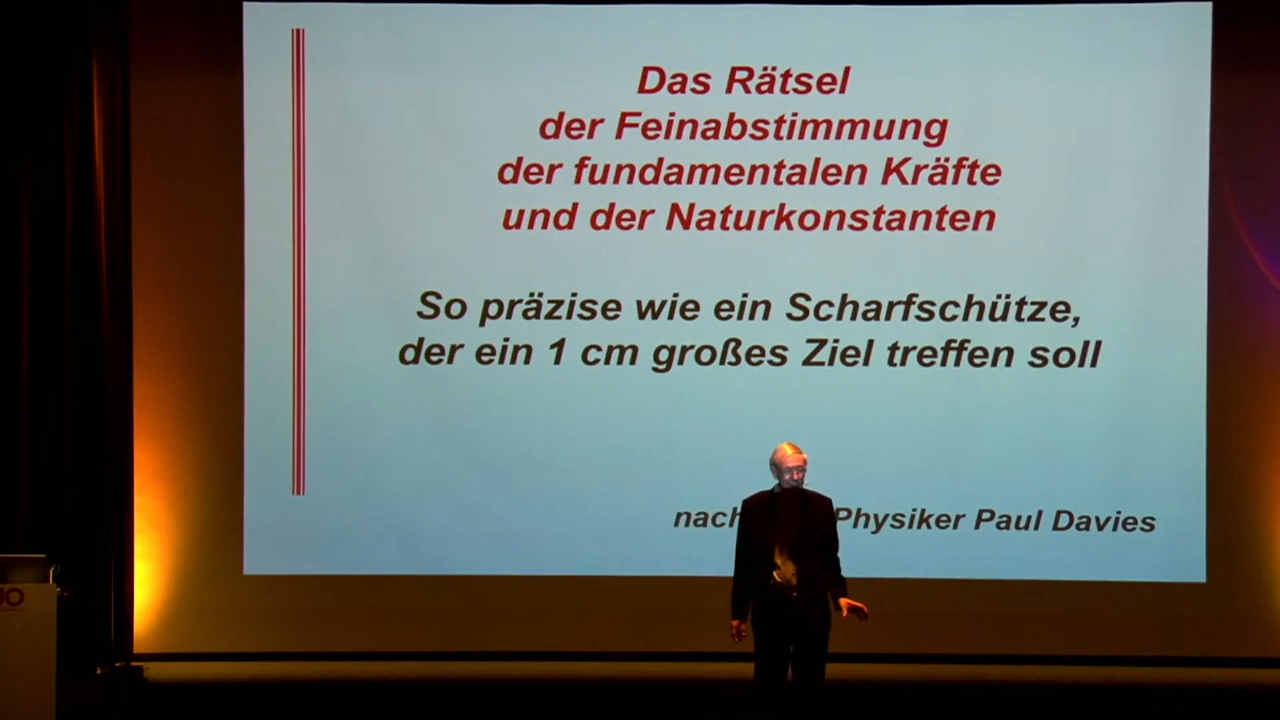 Das Rätsel
der Feinabstimmung
der fundamentalen Kräfte
und der Naturkonstanten
So präzise wie ein Scharfschütze,
der ein 1 cm großes Ziel treffen soll
nach Physiker Paul Davies